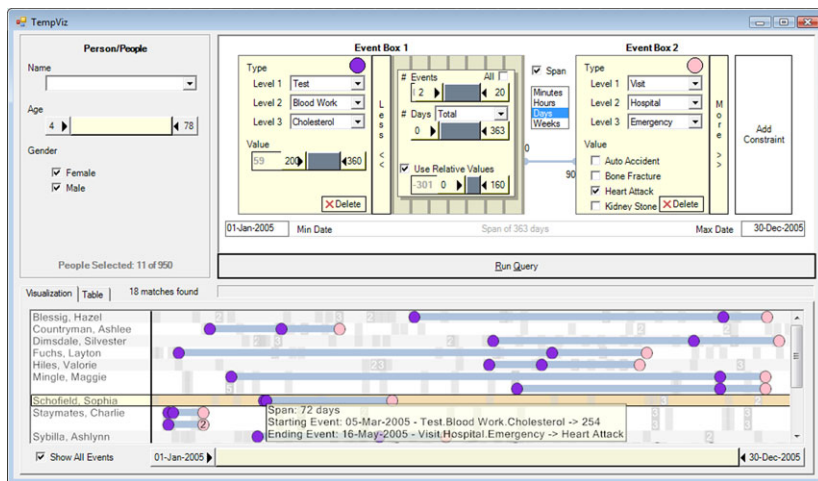 TempViz
Person/People
Name
Age
4 78
Gender
Female
Male
People Selected: 11 of 950
Event Box 1
Type
Level 1 Test
Level 2 Blood Work
Level 3 Cholesterol
Value
59 200 360
Delete
Less <<
# Events All
2 20
# Days Total
0 363
Use Relative Values
-301 0 160
Span
Minutes
Hours
Days
Weeks
0
90
Event Box 2
Type
Level 1 Visit
Level 2 Hospital
Level 3 Emergency
Value
Auto Accident
Bone Fracture
Heart Attack
Kidney Stone
Delete
More >>
Add
Constraint
01-Jan-2005 Min Date Span of 363 days Max Date 30-Dec-2005
Run Query
Visualization Table 18 matches found
Blessig, Hazel
Countryman, Ashlee
Dimsdale, Silvester
Fuchs, Layton
Hiles, Valorie
Mingle, Maggie
Schofield, Sophia
Staymates, Charlie
2
Sybilla, Ashlynn
Span: 72 days
Starting Event: 05-Mar-2005 - Test.Blood Work.Cholesterol -> 254
Ending Event: 16-May-2005 - Visit.Hospital.Emergency -> Heart Attack
Show All Events 01-Jan-2005 30-Dec-2005